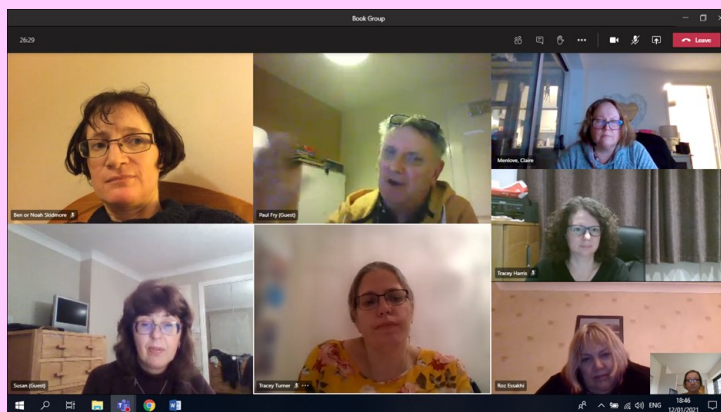 Book Group
26:29
Leave
Ben or Noah Skidmore
Paul Fry (Guest)
Menlove, Claire
Tracey Harris
Susan (Guest)
Tracey Turner
Roz Essakhi
ENG
18:46
12/01/2021